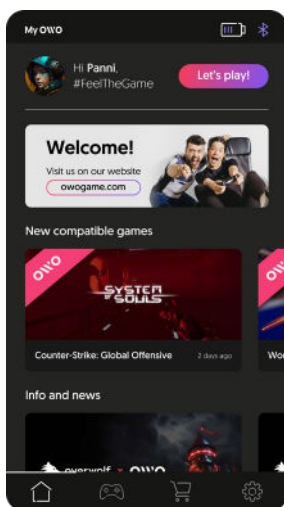 My OWO
Hi Panni,
#FeelTheGame
Let's play!
Welcome!
Visit us on our website
owogame.com
New compatible games
OWO
SYSTEM
OF SOULS
Counter-Strike: Global Offensive
2 days ago
OWO
Wo
Info and news
overwolf x OWO